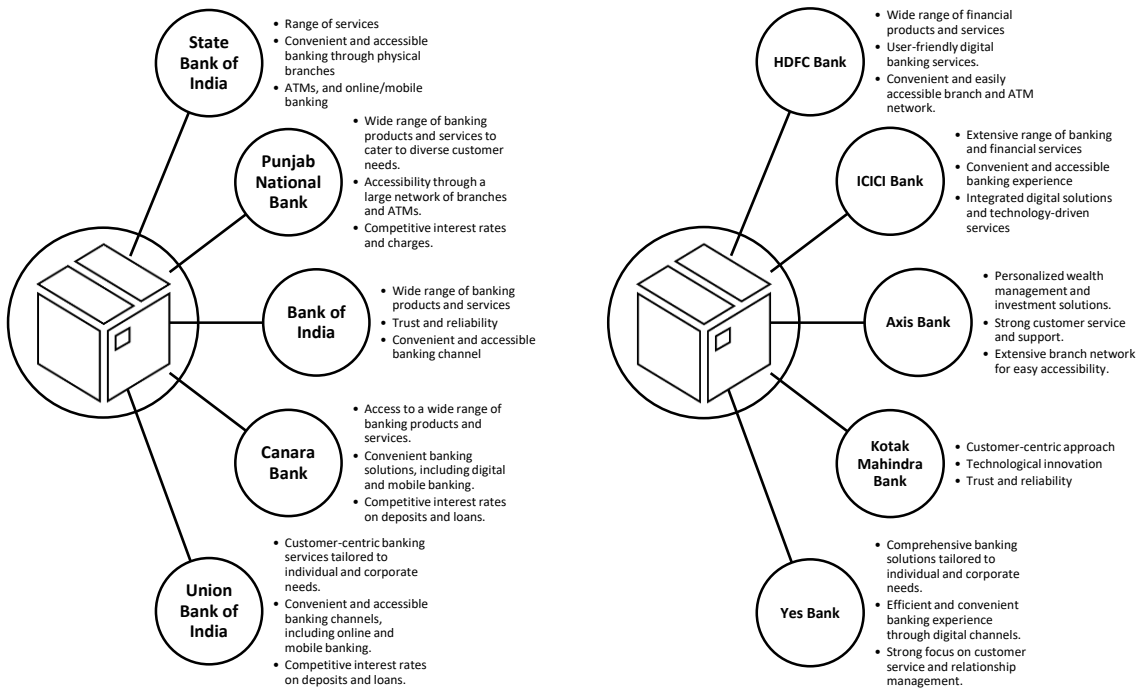 State
Bank of
India
• Range of services
• Convenient and accessible
banking through physical
branches
• ATMs, and online/mobile
banking
Punjab
National
Bank
• Wide range of banking
products and services to
cater to diverse customer
needs.
• Accessibility through a
large network of branches
and ATMs.
• Competitive interest rates
and charges.
Bank of
India
• Wide range of banking
products and services
• Trust and reliability
• Convenient and accessible
banking channel
Canara
Bank
• Access to a wide range of
banking products and
services.
• Convenient banking
solutions, including digital
and mobile banking.
• Competitive interest rates
on deposits and loans.
Union
Bank of
India
• Customer-centric banking
services tailored to
individual and corporate
needs.
• Convenient and accessible
banking channels,
including online and
mobile banking.
• Competitive interest rates
on deposits and loans.
HDFC Bank
• Wide range of financial
products and services
• User-friendly digital
banking services.
• Convenient and easily
accessible branch and ATM
network.
ICICI Bank
• Extensive range of banking
and financial services
• Convenient and accessible
banking experience
• Integrated digital solutions
and technology-driven
services
Axis Bank
• Personalized wealth
management and
investment solutions.
• Strong customer service
and support.
• Extensive branch network
for easy accessibility.
Kotak
Mahindra
Bank
• Customer-centric approach
• Technological innovation
• Trust and reliability
Yes Bank
• Comprehensive banking
solutions tailored to
individual and corporate
needs.
• Efficient and convenient
banking experience
through digital channels.
• Strong focus on customer
service and relationship
management.